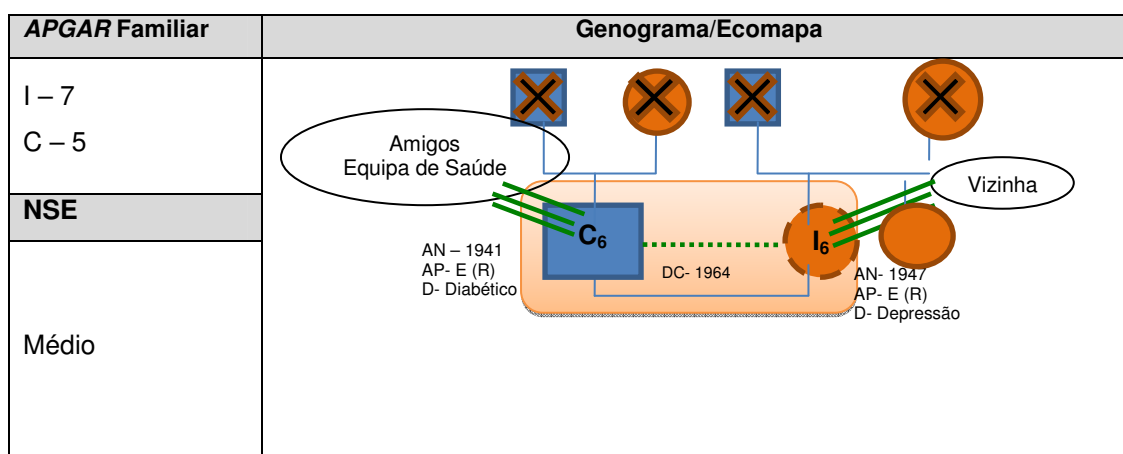 APGAR Familiar
Genograma/Ecomapa
I – 7
C – 5
NSE
Médio
Amigos
Equipa de Saúde
Vizinha
C6
I6
AN – 1941
AP- E (R)
D- Diabético
DC- 1964
AN- 1947
AP- E (R)
D- Depressão